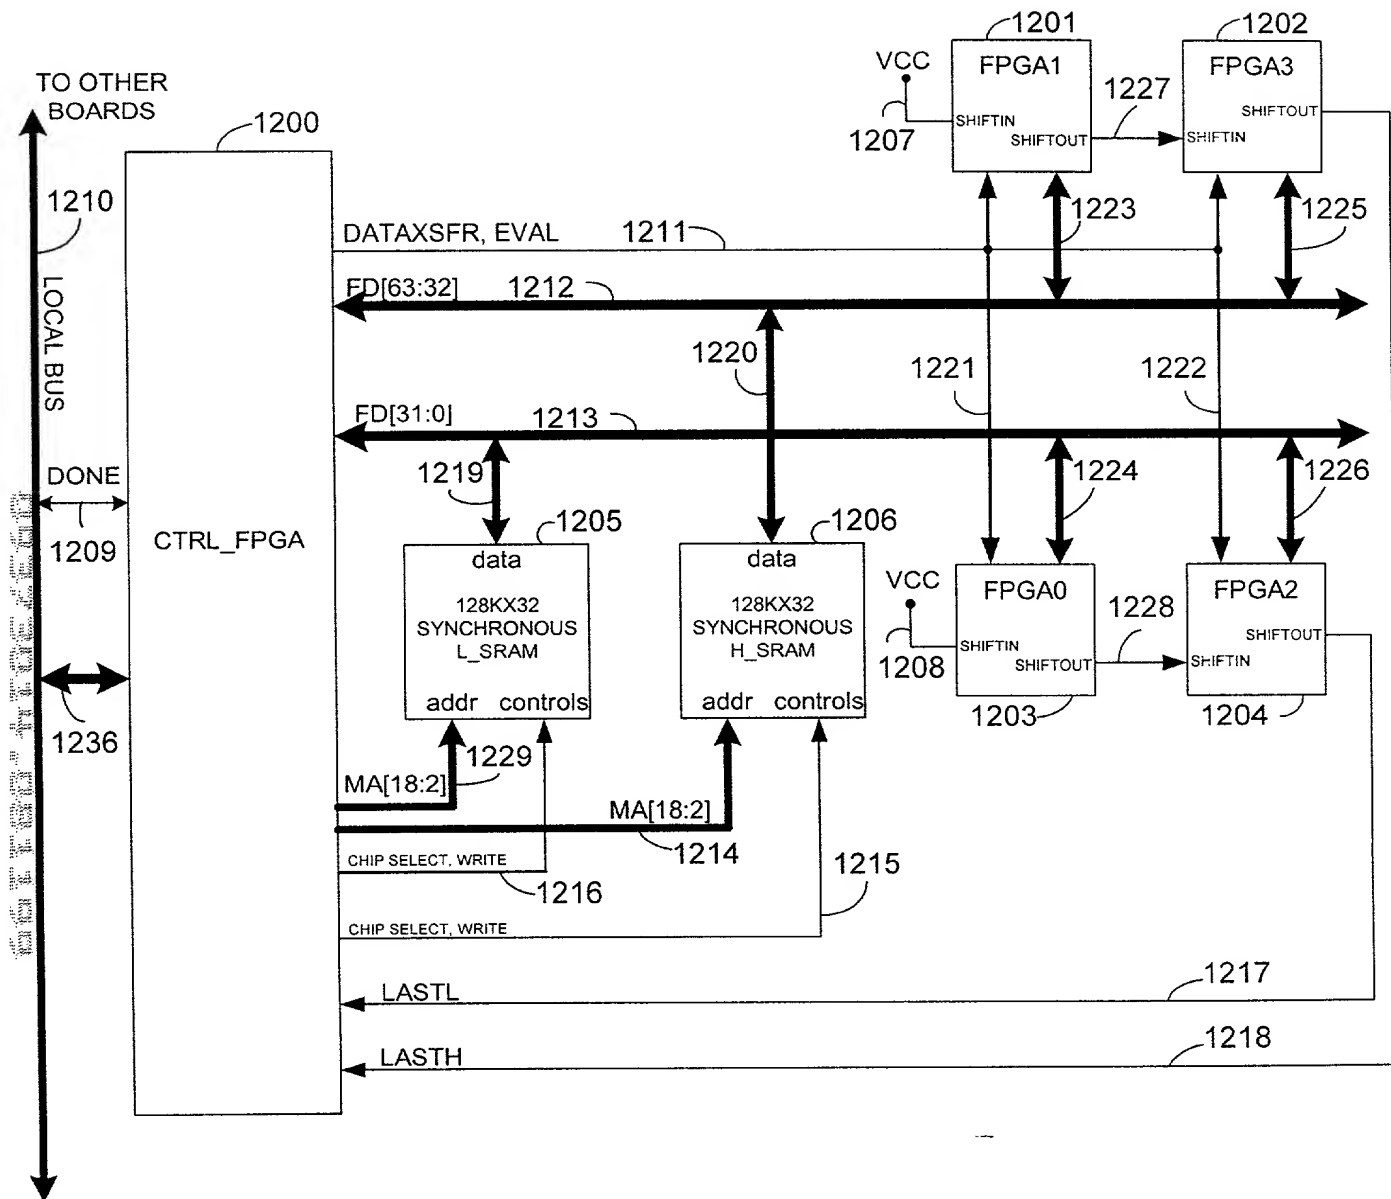 TO OTHER
BOARDS
1200
1210
LOCAL BUS
DONE
1209
CTRL_FPGA
1236
DATAXSFR, EVAL
1211
FD[63:32]
1212
1220
FD[31:0]
1213
1219
1205
data
128KX32
SYNCHRONOUS
L_SRAM
addr controls
1206
data
128KX32
SYNCHRONOUS
H_SRAM
addr controls
MA[18:2]
1229
MA[18:2]
1214
CHIP SELECT, WRITE
1216
CHIP SELECT, WRITE
1215
LASTL
1217
LASTH
1218
VCC
1207
1201
FPGA1
SHIFTIN
SHIFTOUT
1227
1202
FPGA3
SHIFTOUT
SHIFTIN
1223
1225
1221
1222
1224
1226
VCC
1208
FPGA0
SHIFTIN
SHIFTOUT
1203
1228
FPGA2
SHIFTOUT
SHIFTIN
1204